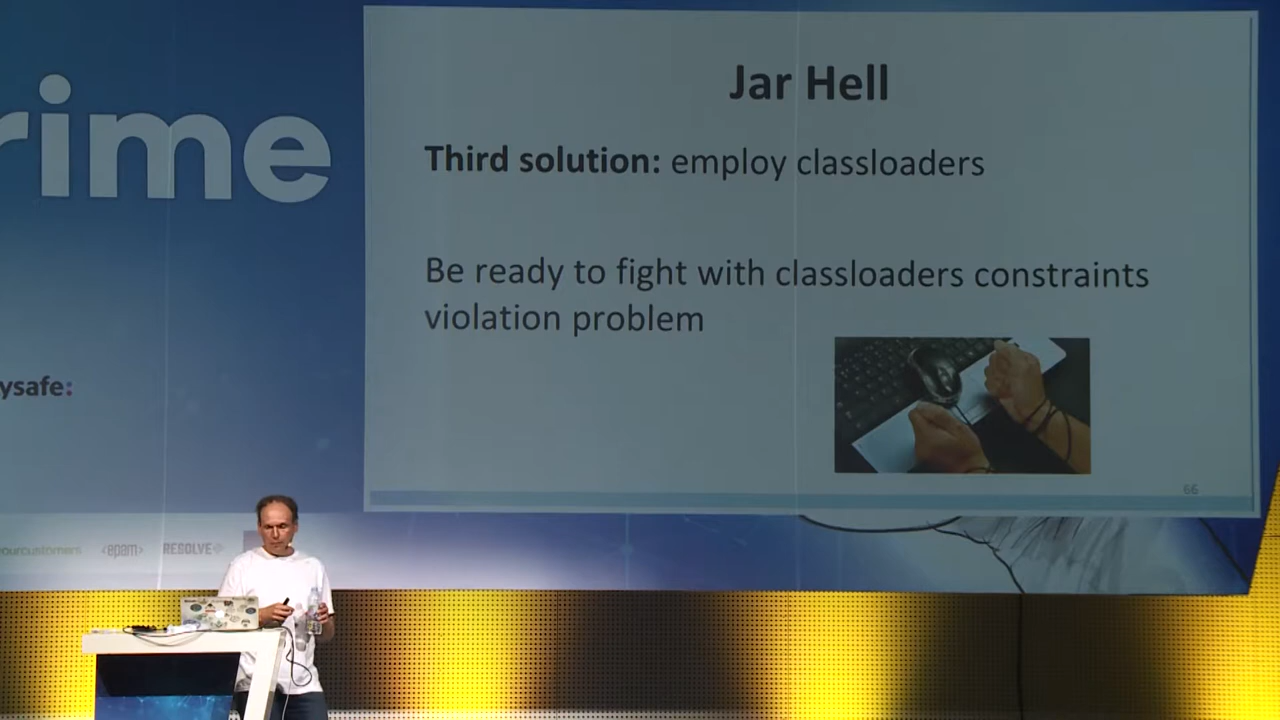 rime
Jar Hell
Third solution: employ classloaders
Be ready to fight with classloaders constraints
violation problem
ysafe:
66
ourcustomers
<epam>
RESOLVE